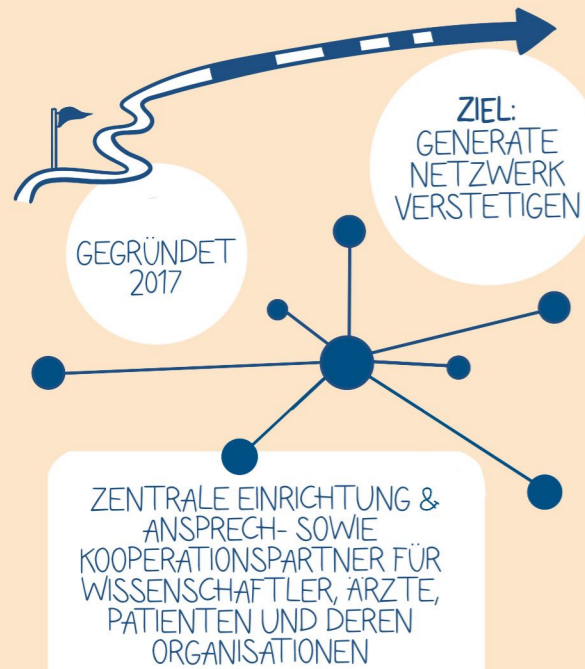 ZIEL:
GENERATE
NETZWERK
VERSTETIGEN
GEGRÜNDET
2017
ZENTRALE EINRICHTUNG &
ANSPRECH- SOWIE
KOOPERATIONSPARTNER FÜR
WISSENSCHAFTLER, ÄRZTE,
PATIENTEN UND DEREN
ORGANISATIONEN